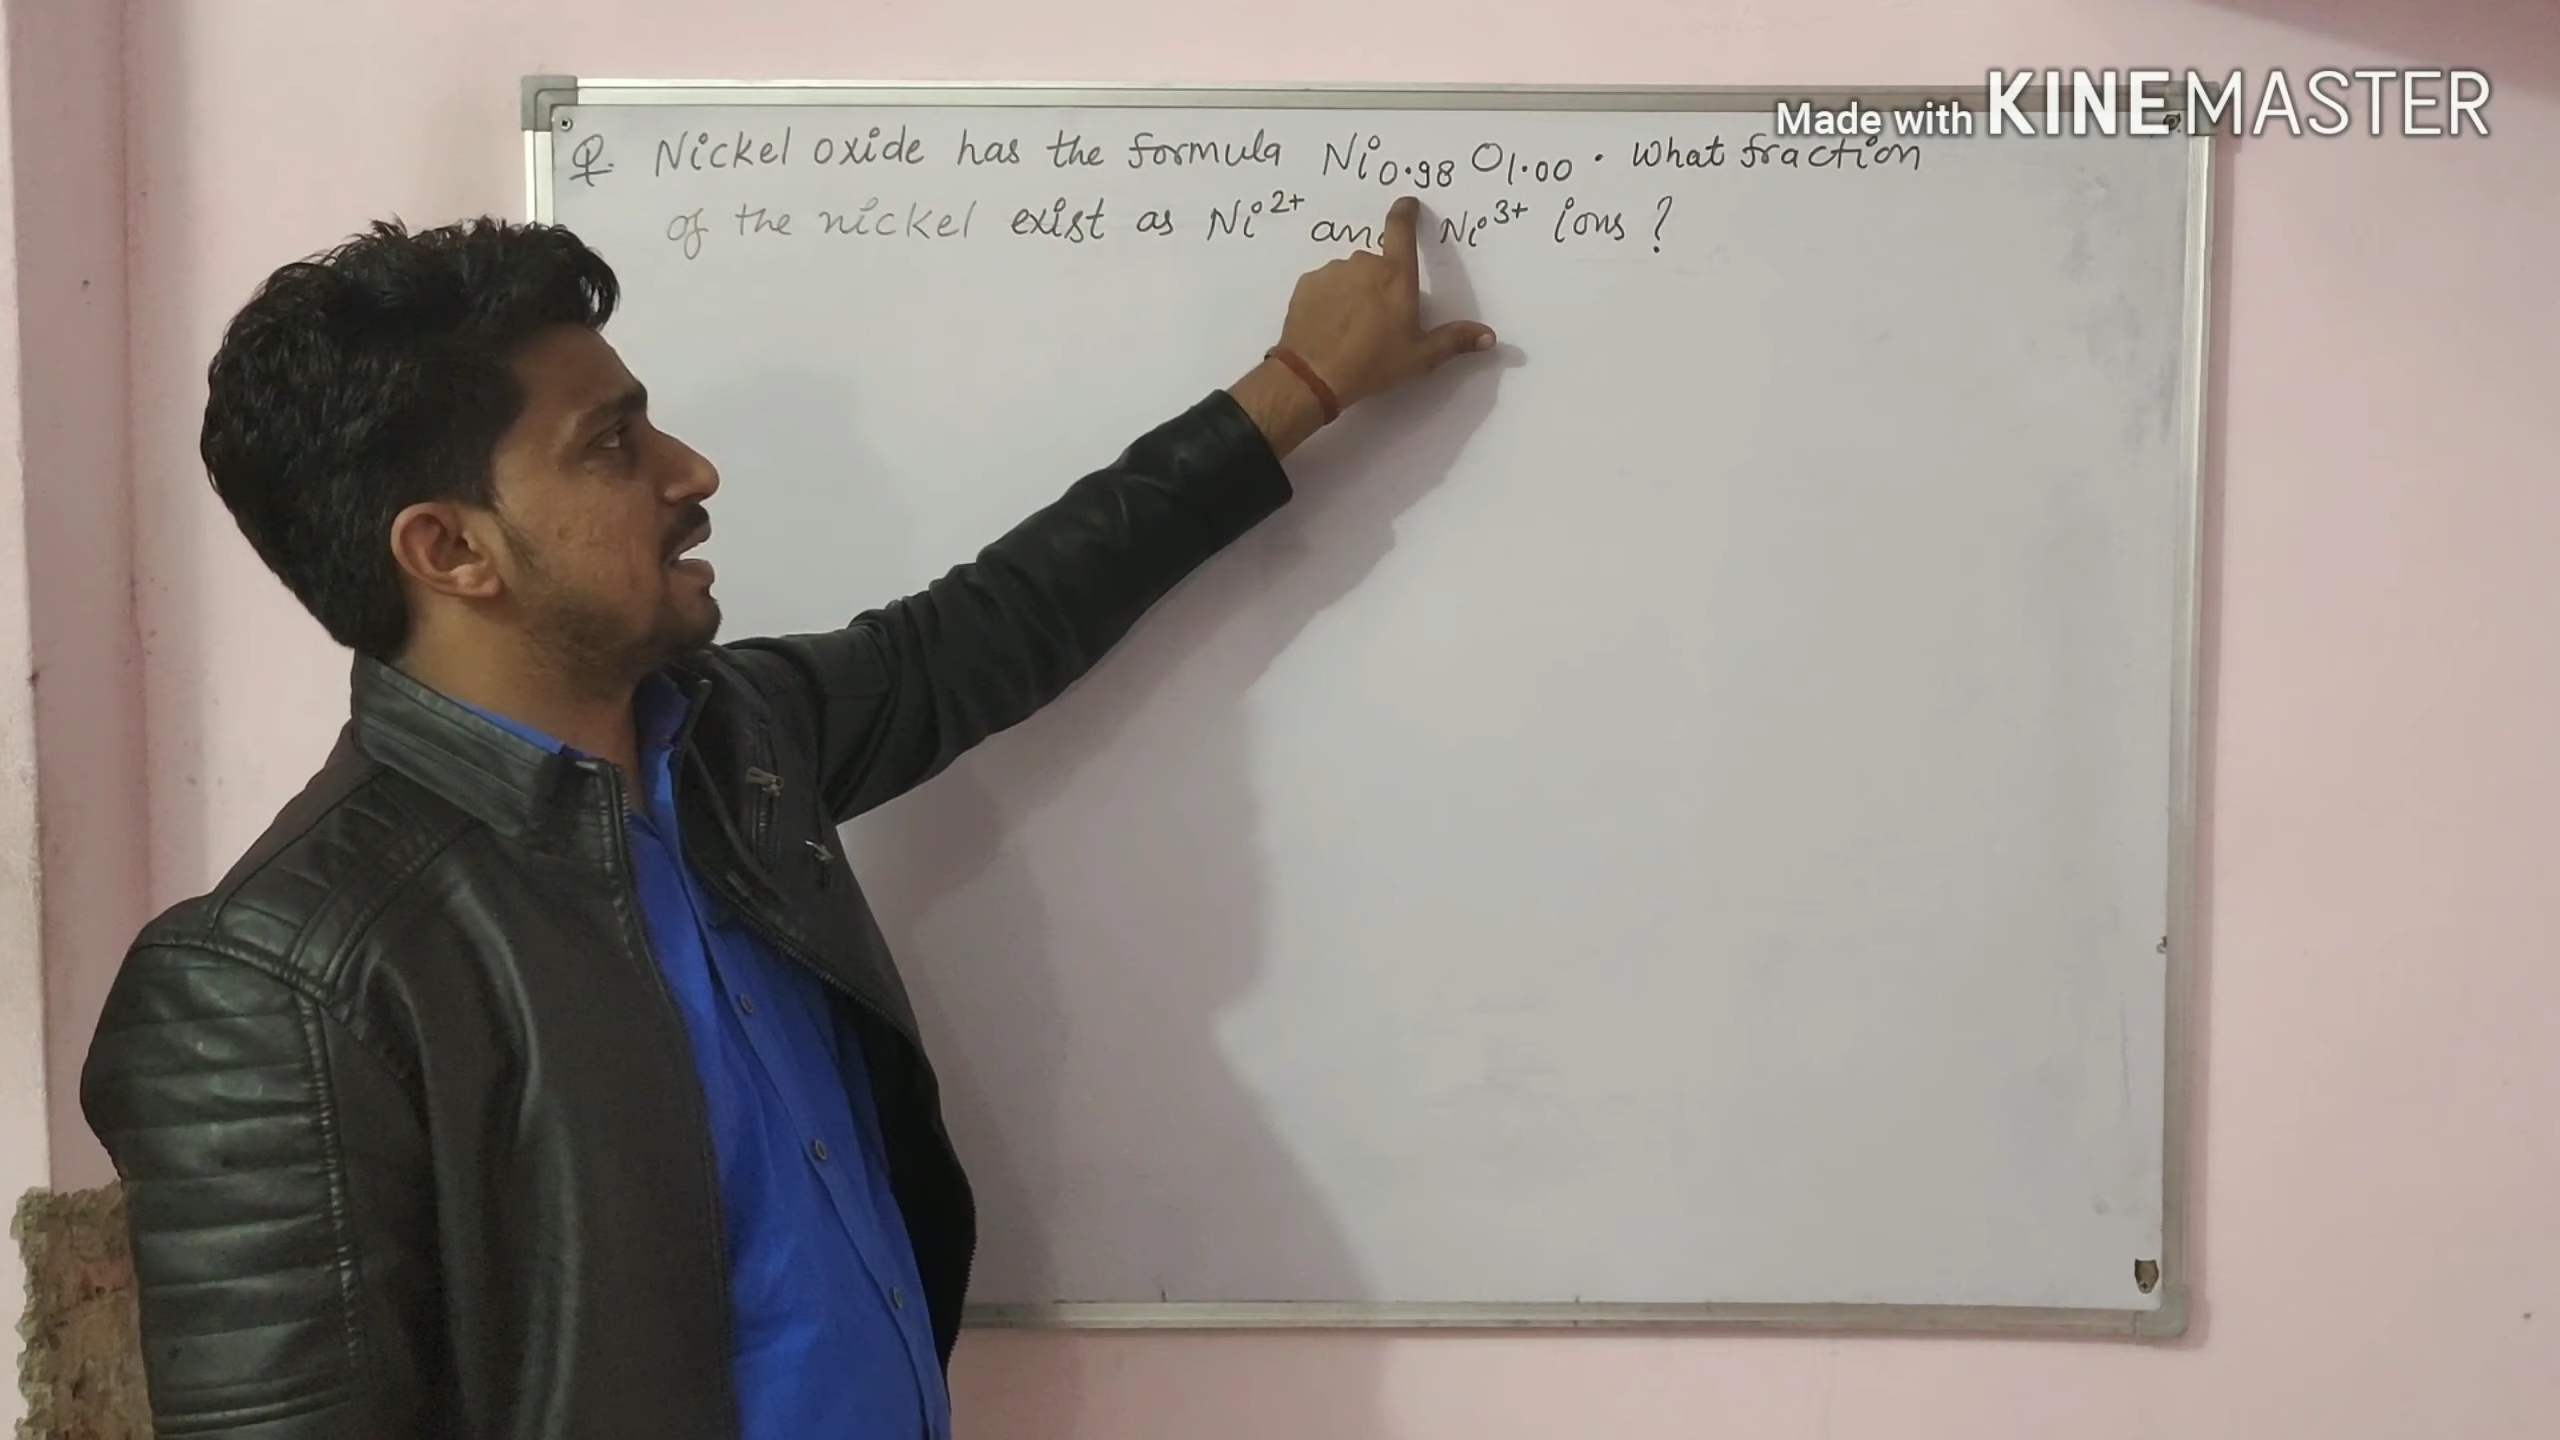 Made with KINEMASTER
Q. Nickel oxide has the formula Ni0.98 O1.00 . What fraction
of the nickel exist as Ni2+ and Ni3+ ions ?